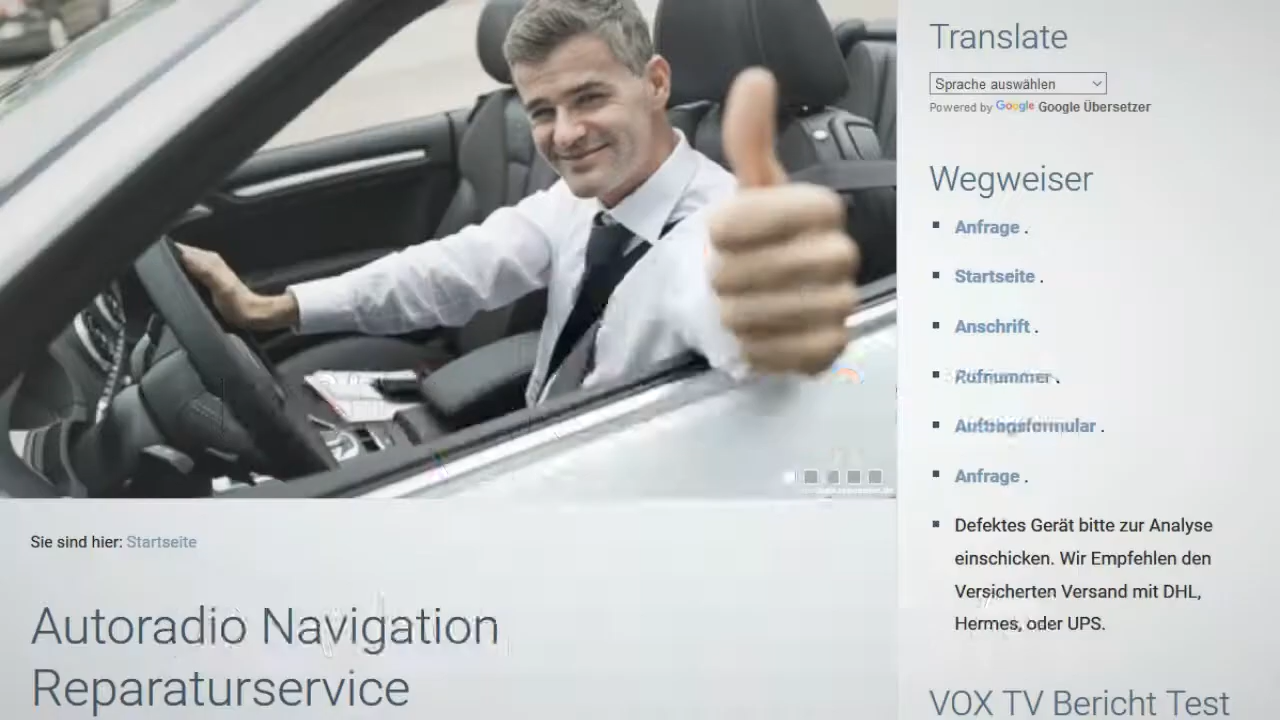 Translate
Sprache auswählen
Powered by Google Google Übersetzer
Wegweiser
Anfrage .
Startseite .
Anschrift .
Rufnummer .
Auftragsformular .
Anfrage .
Defektes Gerät bitte zur Analyse
einschicken. Wir Empfehlen den
Versicherten Versand mit DHL,
Hermes, oder UPS.
VOX TV Bericht Test
Sie sind hier: Startseite
Autoradio Navigation
Reparaturservice